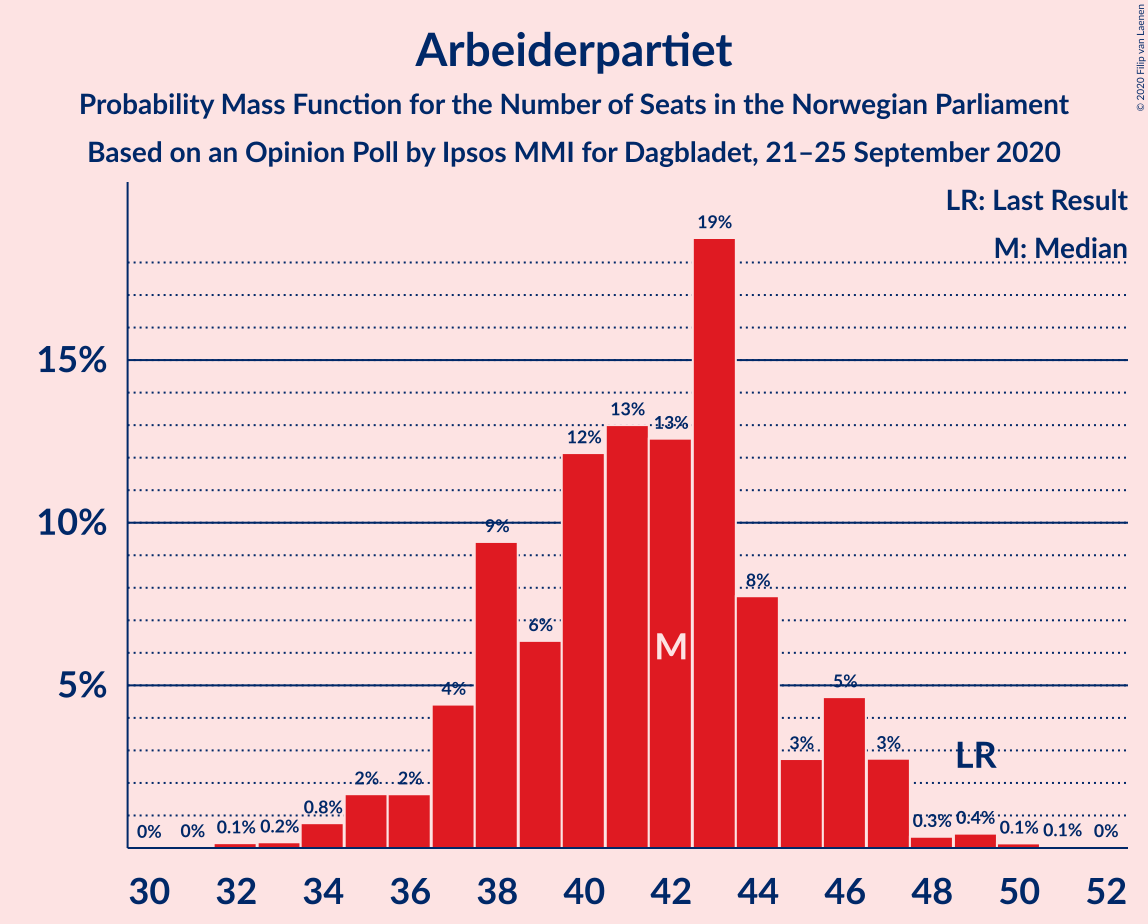 Arbeiderpartiet
Probability Mass Function for the Number of Seats in the Norwegian Parliament
Based on an Opinion Poll by Ipsos MMI for Dagbladet, 21–25 September 2020
© 2020 Filip van Laenen
LR: Last Result
M: Median
15%
10%
5%
0% 0% 0.1% 0.2% 0.8% 2% 2% 4% 9% 6% 12% 13% 13% 19% 8% 3% 5% 3% 0.3% 0.4% 0.1% 0.1% 0%
M
LR
30 32 34 36 38 40 42 44 46 48 50 52